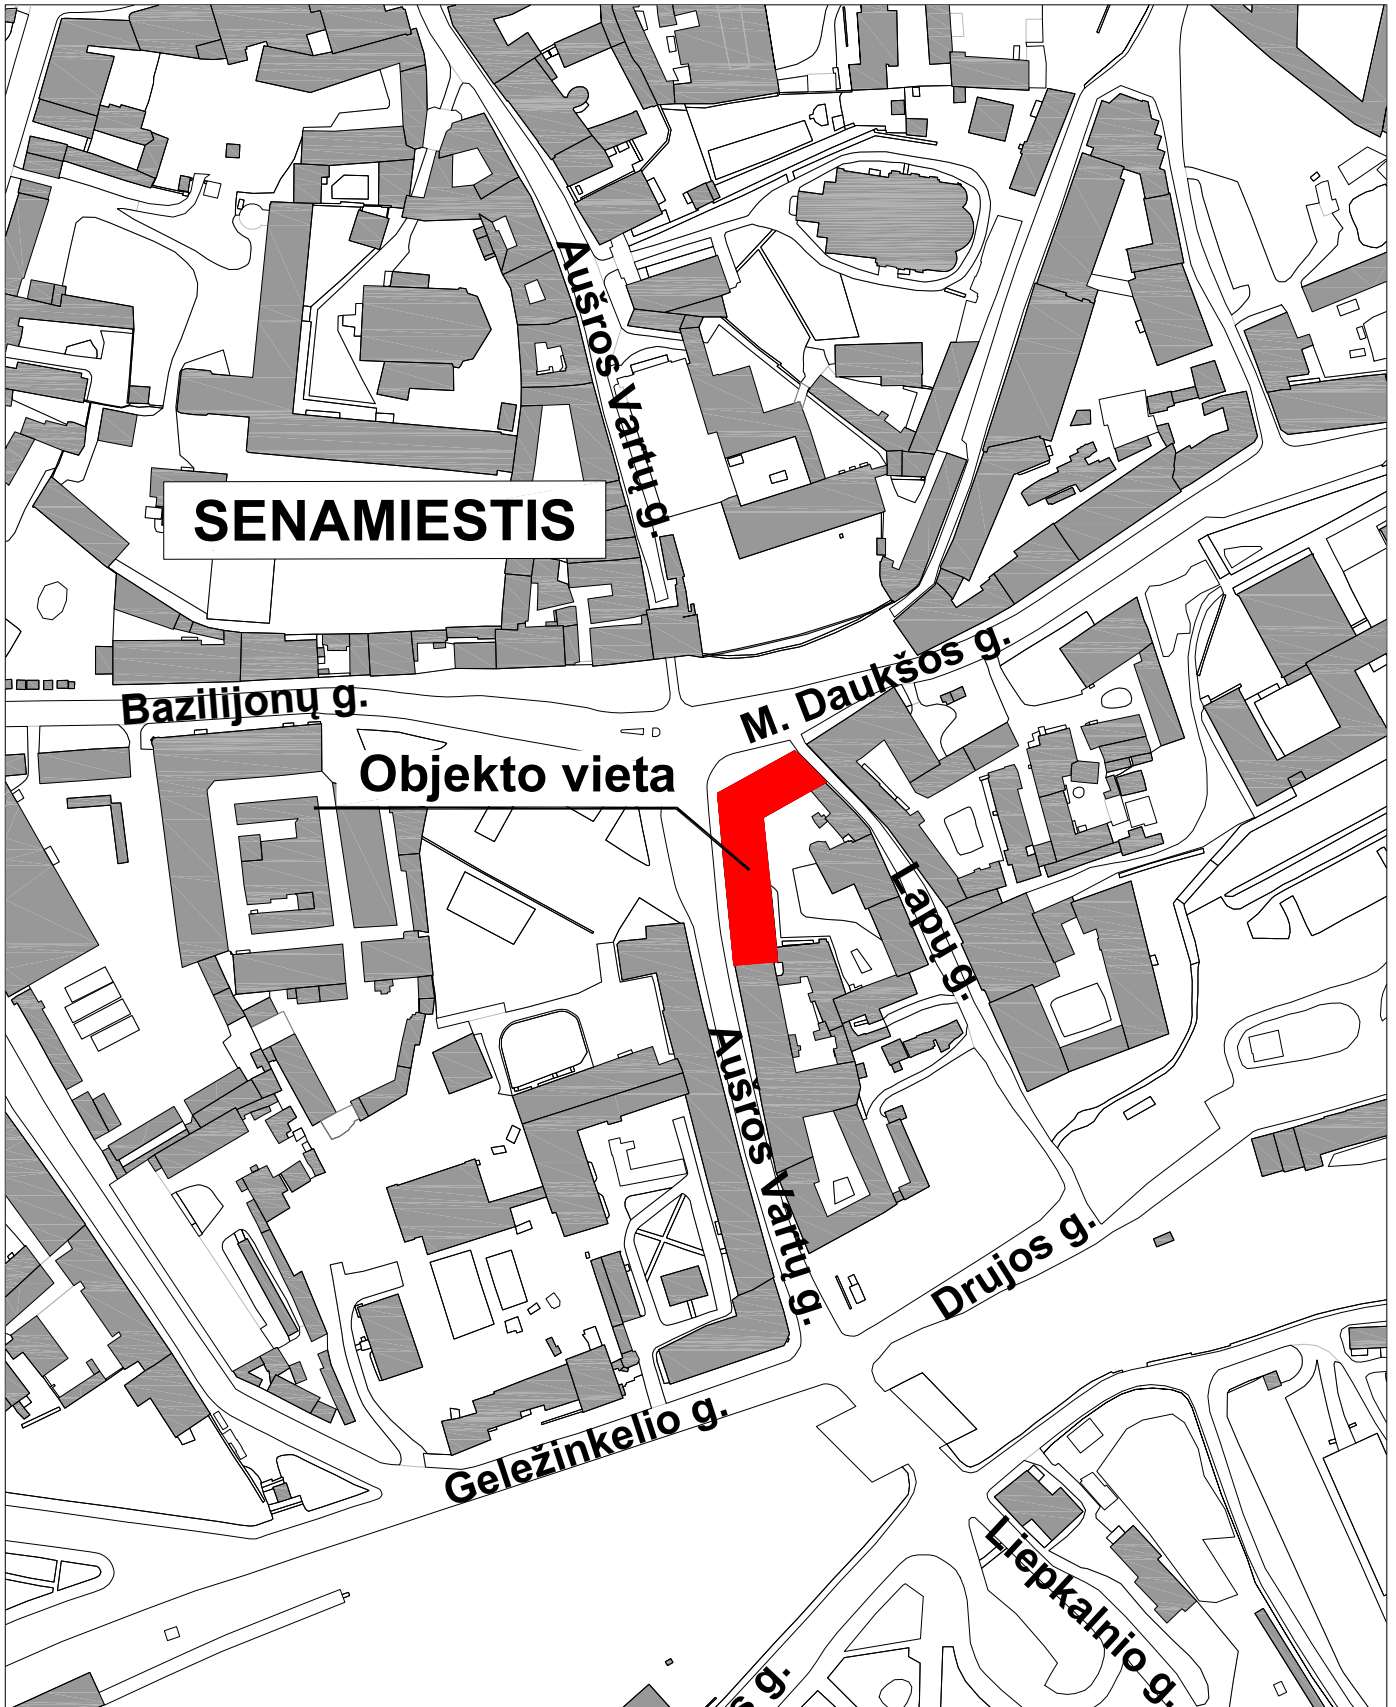 Aušros Vartų g.
SENAMIESTIS
M. Daukšos g.
Bazilijonų g.
Objekto vieta
Lapų g.
Aušros Vartų g.
Drujos g.
Geležinkelio g.
Liepkalnio g.
s g.